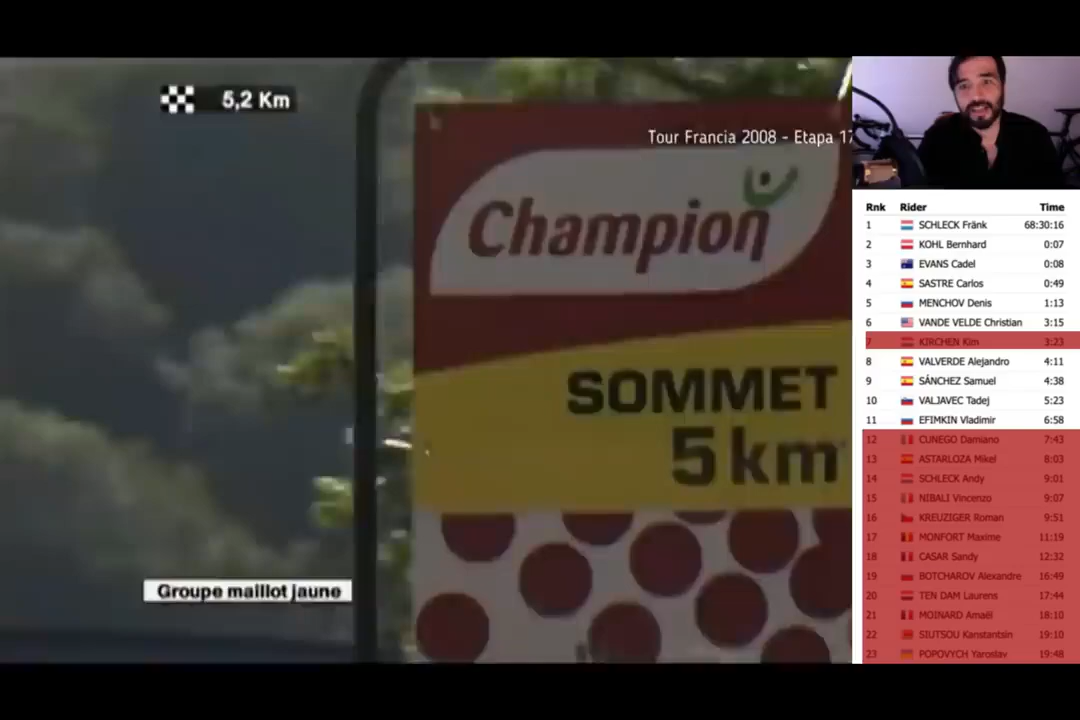 5,2 Km
Tour Francia 2008 - Etapa 17
Champion
SOMMET
5 km
Groupe maillot jaune
Rnk Rider Time
1 SCHLECK Fränk 68:30:16
2 KOHL Bernhard 0:07
3 EVANS Cadel 0:08
4 SASTRE Carlos 0:49
5 MENCHOV Denis 1:13
6 VANDE VELDE Christian 3:15
7 KIRCHEN Kim 3:23
8 VALVERDE Alejandro 4:11
9 SÁNCHEZ Samuel 4:38
10 VALJAVEC Tadej 5:23
11 EFIMKIN Vladimir 6:58
12 CUNEGO Damiano 7:43
13 ASTARLOZA Mikel 8:03
14 SCHLECK Andy 9:01
15 NIBALI Vincenzo 9:07
16 KREUZIGER Roman 9:51
17 MONFORT Maxime 11:19
18 CASAR Sandy 12:32
19 BOTCHAROV Alexandre 16:49
20 TEN DAM Laurens 17:44
21 MOINARD Amaël 18:10
22 SIUTSOU Kanstantsin 19:10
23 POPOVYCH Yaroslav 19:48